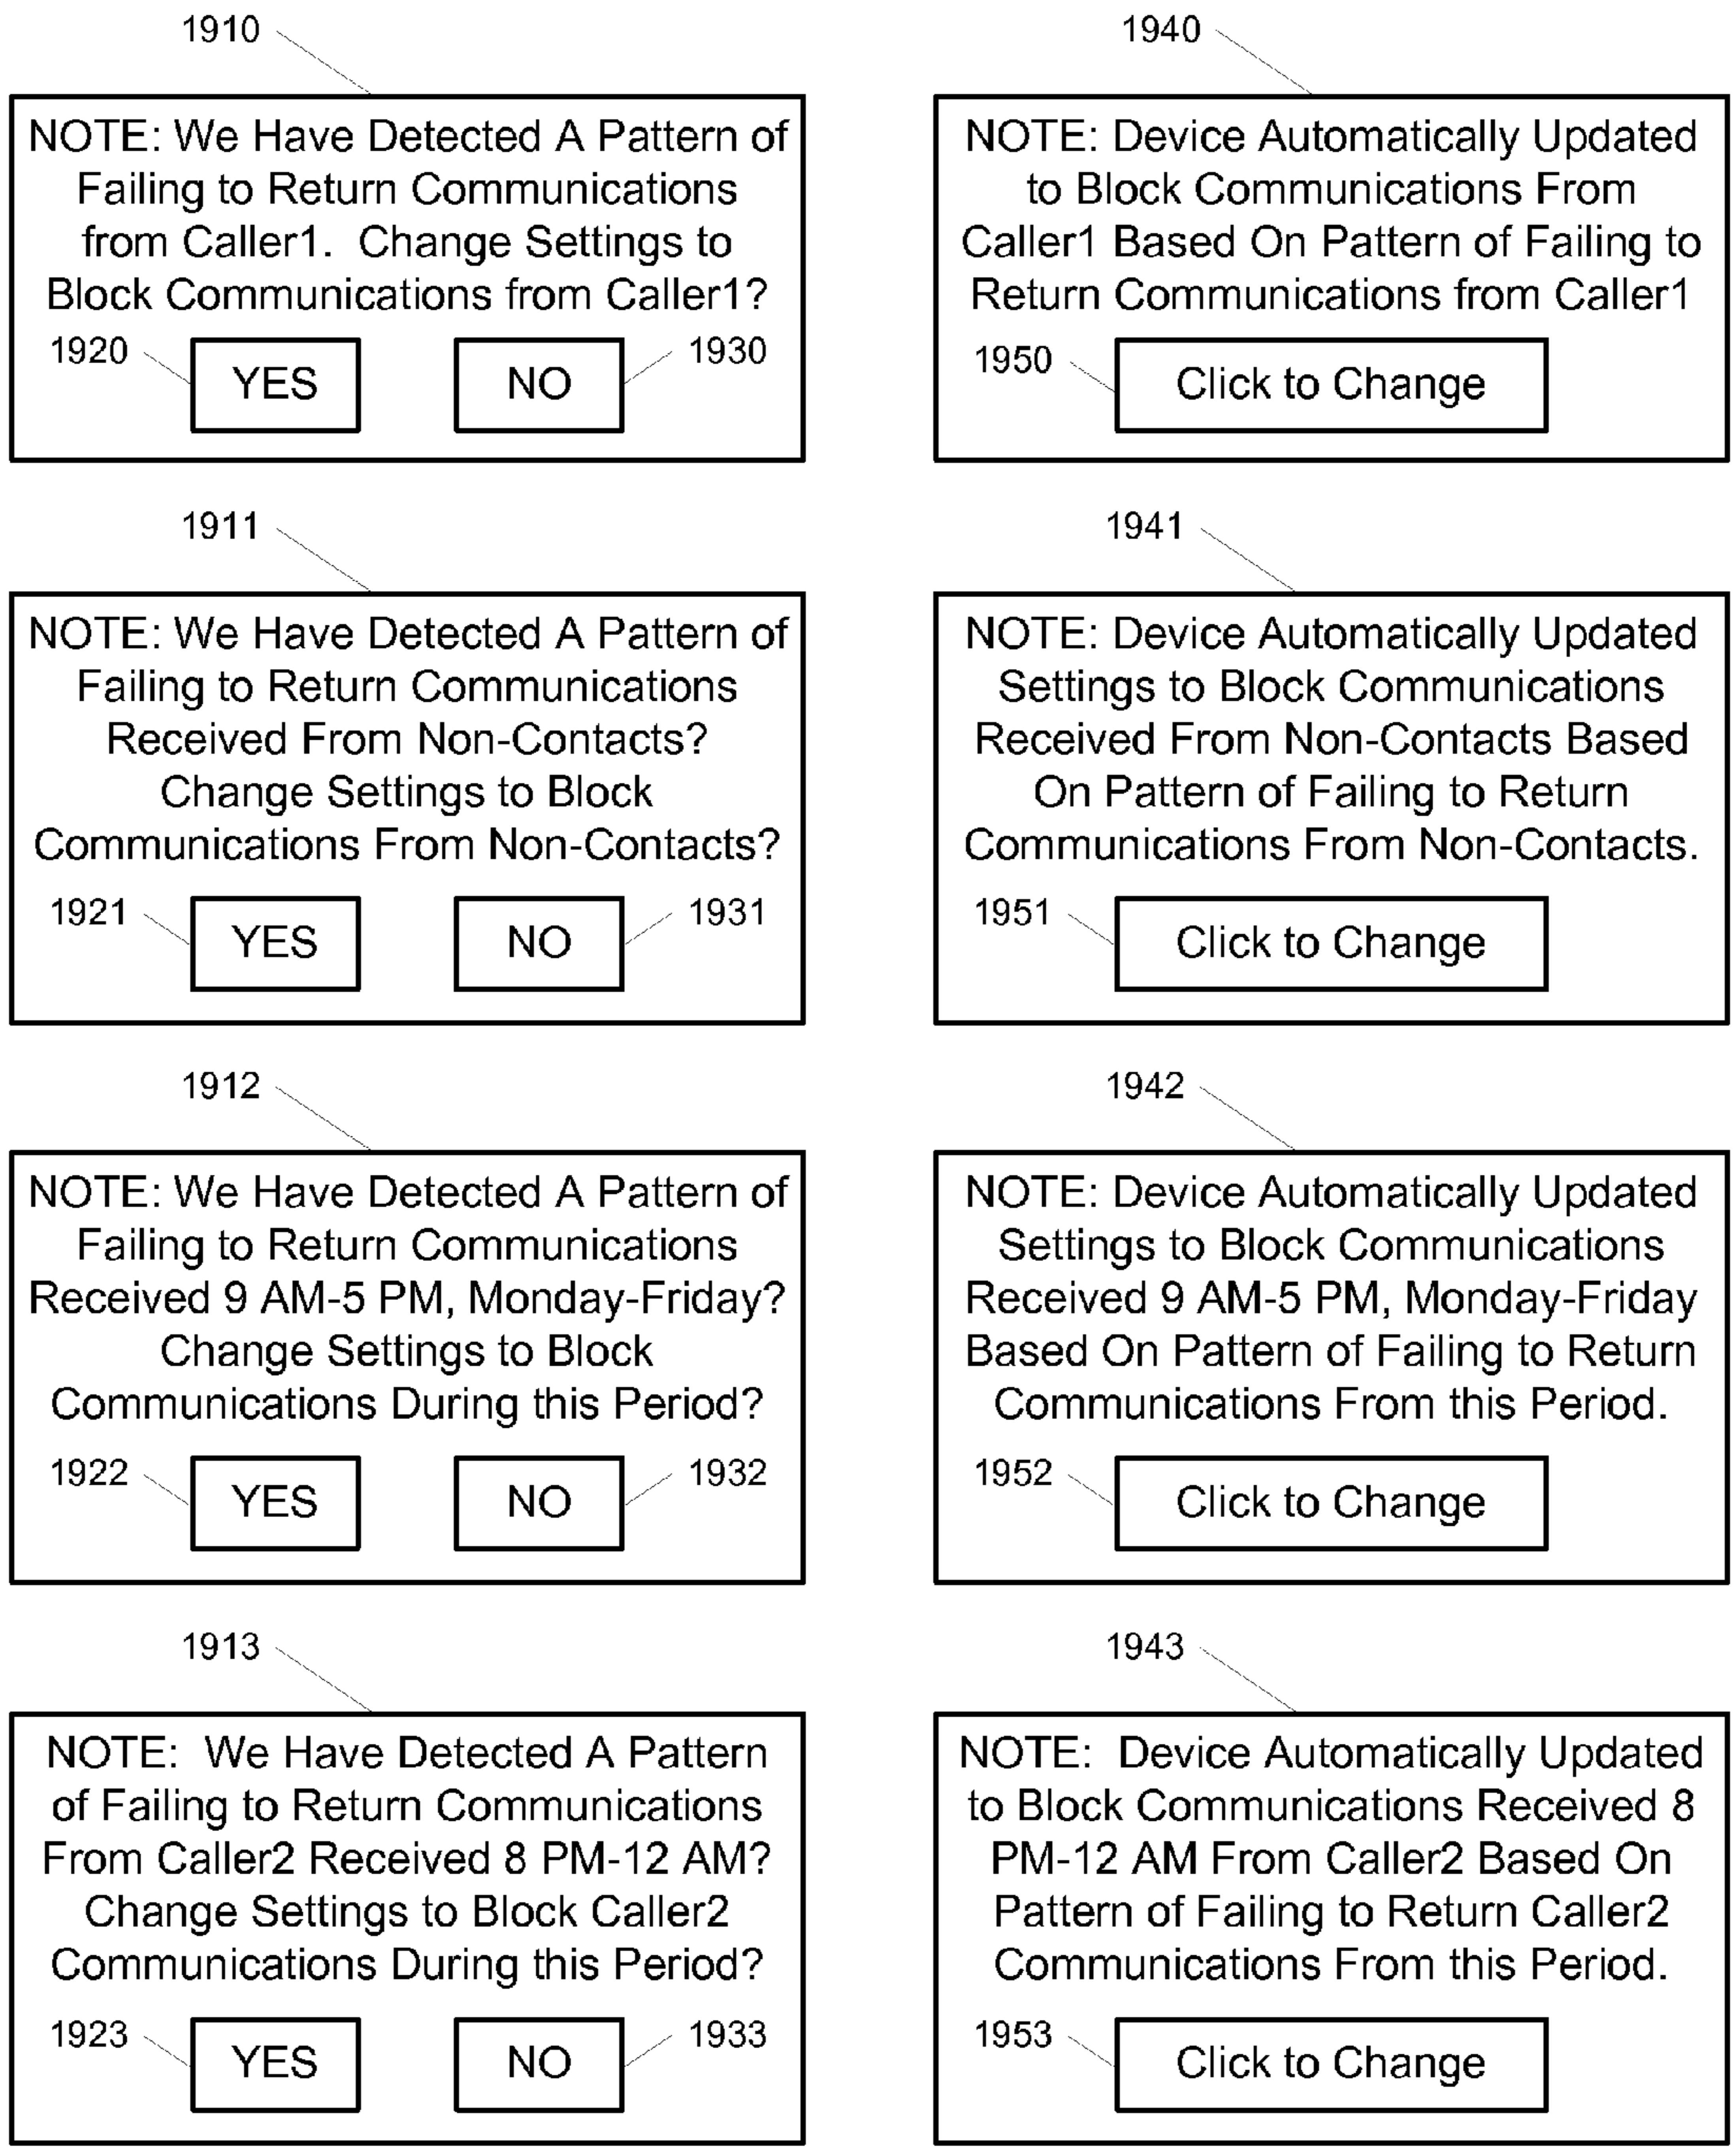 1910
NOTE: We Have Detected A Pattern of
Failing to Return Communications
from Caller1.  Change Settings to
Block Communications from Caller1?
1920
YES
NO
1930
1940
NOTE: Device Automatically Updated
to Block Communications From
Caller1 Based On Pattern of Failing to
Return Communications from Caller1
1950
Click to Change
1911
NOTE: We Have Detected A Pattern of
Failing to Return Communications
Received From Non-Contacts?
Change Settings to Block
Communications From Non-Contacts?
1921
YES
NO
1931
1941
NOTE: Device Automatically Updated
Settings to Block Communications
Received From Non-Contacts Based
On Pattern of Failing to Return
Communications From Non-Contacts.
1951
Click to Change
1912
NOTE: We Have Detected A Pattern of
Failing to Return Communications
Received 9 AM-5 PM, Monday-Friday?
Change Settings to Block
Communications During this Period?
1922
YES
NO
1932
1942
NOTE: Device Automatically Updated
Settings to Block Communications
Received 9 AM-5 PM, Monday-Friday
Based On Pattern of Failing to Return
Communications From this Period.
1952
Click to Change
1913
NOTE:  We Have Detected A Pattern
of Failing to Return Communications
From Caller2 Received 8 PM-12 AM?
Change Settings to Block Caller2
Communications During this Period?
1923
YES
NO
1933
1943
NOTE:  Device Automatically Updated
to Block Communications Received 8
PM-12 AM From Caller2 Based On
Pattern of Failing to Return Caller2
Communications From this Period.
1953
Click to Change